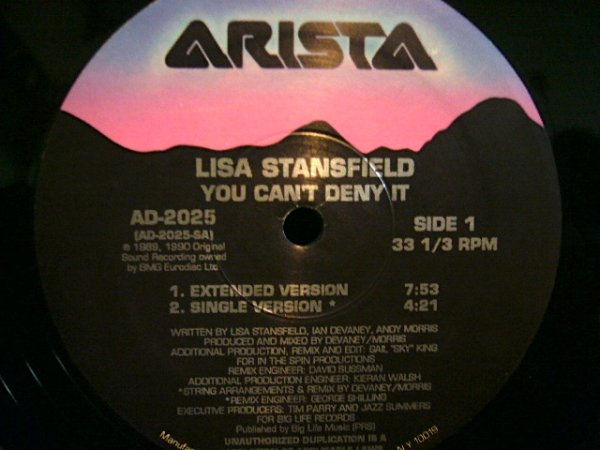 ARISTA
LISA STANSFIELD
YOU CAN'T DENY IT
AD-2025
(AD-2025-SA)
℗ 1989, 1990 Original
Sound Recording owned
by BMG Eurodisc Ltd.
SIDE 1
33 1/3 RPM
1. EXTENDED VERSION 7:53
2. SINGLE VERSION * 4:21
WRITTEN BY LISA STANSFIELD, IAN DEVANEY, ANDY MORRIS
PRODUCED AND MIXED BY DEVANEY/MORRIS
ADDITIONAL PRODUCTION, REMIX AND EDIT: GAIL "SKY" KING
FOR IN THE SPIN PRODUCTIONS
REMIX ENGINEER: DAVID SUSSMAN
ADDITIONAL PRODUCTION ENGINEER: KIERAN WALSH
*STRING ARRANGEMENTS & REMIX BY DEVANEY/MORRIS
*REMIX ENGINEER: GEORGE SHILLING
EXECUTIVE PRODUCERS: TIM PARRY AND JAZZ SUMMERS
FOR BIG LIFE RECORDS
Published by Big Life Music (PRS)
UNAUTHORIZED DUPLICATION IS A
Manufac
N.Y. 10019